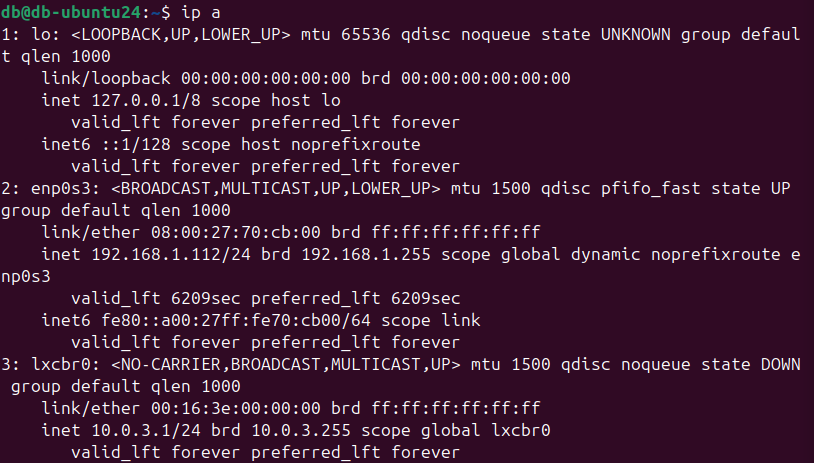 db@db-ubuntu24:~$ ip a
1: lo: <LOOPBACK,UP,LOWER_UP> mtu 65536 qdisc noqueue state UNKNOWN group defaul
t qlen 1000
    link/loopback 00:00:00:00:00:00 brd 00:00:00:00:00:00
    inet 127.0.0.1/8 scope host lo
       valid_lft forever preferred_lft forever
    inet6 ::1/128 scope host noprefixroute
       valid_lft forever preferred_lft forever
2: enp0s3: <BROADCAST,MULTICAST,UP,LOWER_UP> mtu 1500 qdisc pfifo_fast state UP
group default qlen 1000
    link/ether 08:00:27:70:cb:00 brd ff:ff:ff:ff:ff:ff
    inet 192.168.1.112/24 brd 192.168.1.255 scope global dynamic noprefixroute e
np0s3
       valid_lft 6209sec preferred_lft 6209sec
    inet6 fe80::a00:27ff:fe70:cb00/64 scope link
       valid_lft forever preferred_lft forever
3: lxcbr0: <NO-CARRIER,BROADCAST,MULTICAST,UP> mtu 1500 qdisc noqueue state DOWN
 group default qlen 1000
    link/ether 00:16:3e:00:00:00 brd ff:ff:ff:ff:ff:ff
    inet 10.0.3.1/24 brd 10.0.3.255 scope global lxcbr0
       valid_lft forever preferred_lft forever